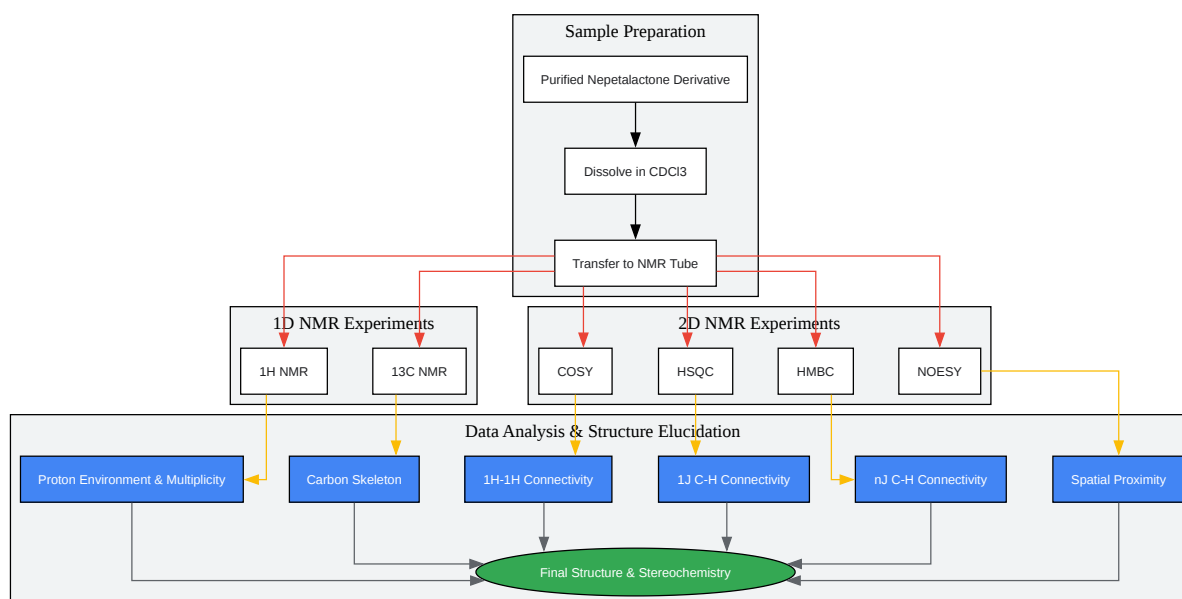 Sample Preparation
Purified Nepetalactone Derivative
Dissolve in CDCl3
Transfer to NMR Tube
1D NMR Experiments
2D NMR Experiments
1H NMR
13C NMR
COSY
HSQC
HMBC
NOESY
Data Analysis & Structure Elucidation
Proton Environment & Multiplicity
Carbon Skeleton
1H-1H Connectivity
1J C-H Connectivity
nJ C-H Connectivity
Spatial Proximity
Final Structure & Stereochemistry